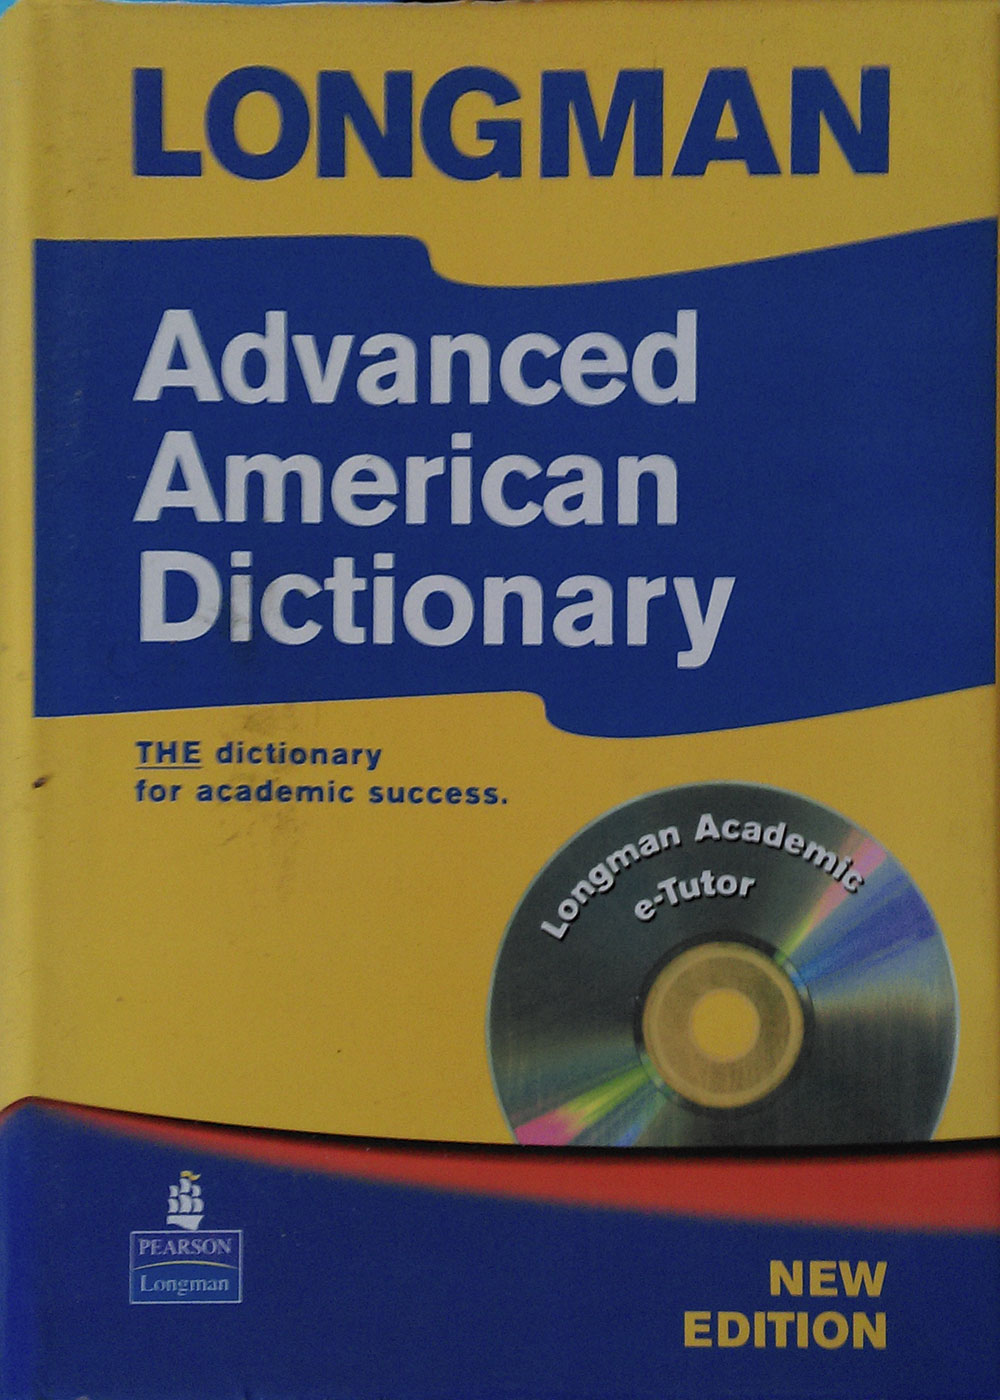 LONGMAN
Advanced
American
Dictionary
THE dictionary
for academic success.
Longman Academic
e-Tutor
PEARSON
Longman
NEW
EDITION